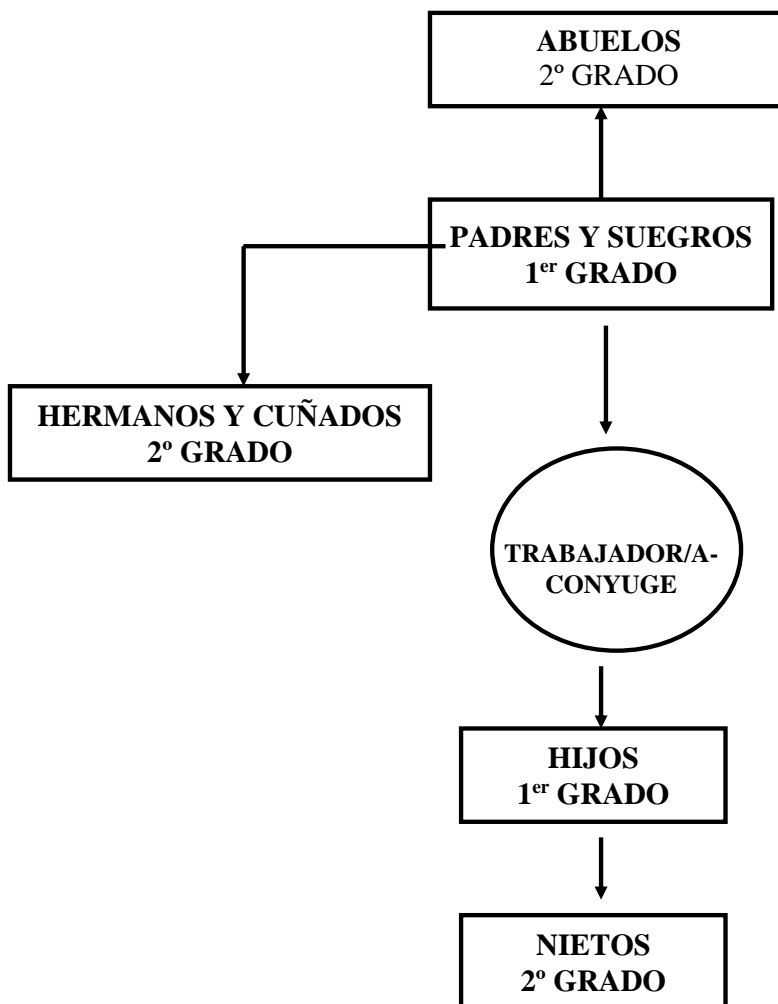 ABUELOS
2º GRADO
PADRES Y SUEGROS
1er GRADO
HERMANOS Y CUÑADOS
2º GRADO
TRABAJADOR/A-
CONYUGE
HIJOS
1er GRADO
NIETOS
2º GRADO